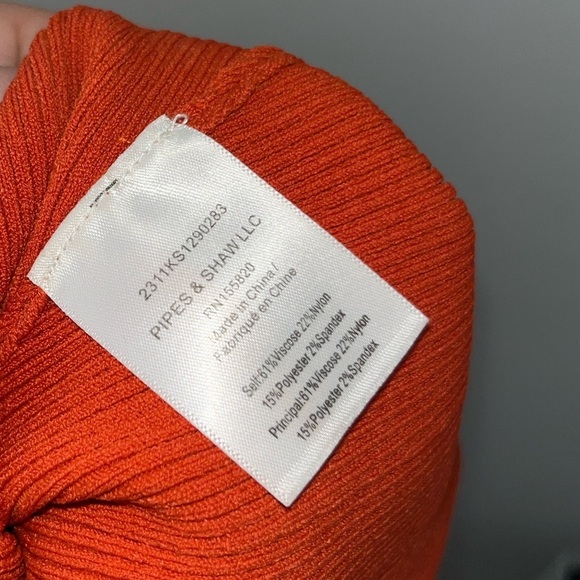 2311KS1290283
PIPES & SHAW LLC
RN155820
Made in China /
Fabrique en Chine
Self:61%Viscose 22%Nylon
15%Polyester 2%Spandex
Principal:61% Viscose 22%Nylon
15%Polyester 2%Spandex